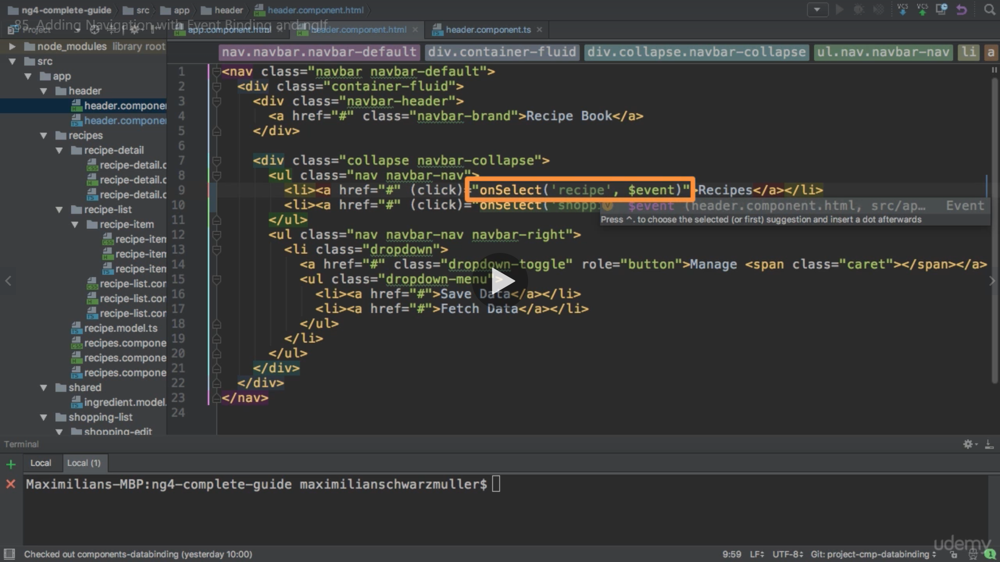 ng4-complete-guide src app header header.component.html
85. Adding Navigation with Event Binding and ngIf
Project app.component.html header.component.html header.component.ts
node_modules library root
src
app
header
header.compone
header.compone
recipes
recipe-detail
recipe-detail.c
recipe-detail.c
recipe-detail.c
recipe-list
recipe-item
recipe-item
recipe-item
recipe-item
recipe-list.cor
recipe-list.cor
recipe-list.cor
recipe.model.ts
recipes.compone
recipes.compone
recipes.compone
shared
ingredient.model.
shopping-list
shopping-edit
nav.navbar.navbar-default div.container-fluid div.collapse.navbar-collapse ul.nav.navbar-nav li a
1 <nav class="navbar navbar-default">
2 <div class="container-fluid">
3 <div class="navbar-header">
4 <a href="#" class="navbar-brand">Recipe Book</a>
5 </div>
6
7 <div class="collapse navbar-collapse">
8 <ul class="nav navbar-nav">
9 <li><a href="#" (click)="onSelect('recipe', $event)">Recipes</a></li>
10 <li><a href="#" (click)="onSelect('shopp
$event (header.component.html, src/ap… Event
Press ^. to choose the selected (or first) suggestion and insert a dot afterwards
11 </ul>
12 <ul class="nav navbar-nav navbar-right">
13 <li class="dropdown">
14 <a href="#" class="dropdown-toggle" role="button">Manage <span class="caret"></span></a>
15 <ul class="dropdown-menu">
16 <li><a href="#">Save Data</a></li>
17 <li><a href="#">Fetch Data</a></li>
18 </ul>
19 </li>
20 </ul>
21 </div>
22 </div>
23 </nav>
24
Terminal
Local Local (1)
Maximilians-MBP:ng4-complete-guide maximilianschwarzmuller$
udemy
Checked out components-databinding (yesterday 10:00) 9:59 LF UTF-8 Git: project-cmp-databinding 1